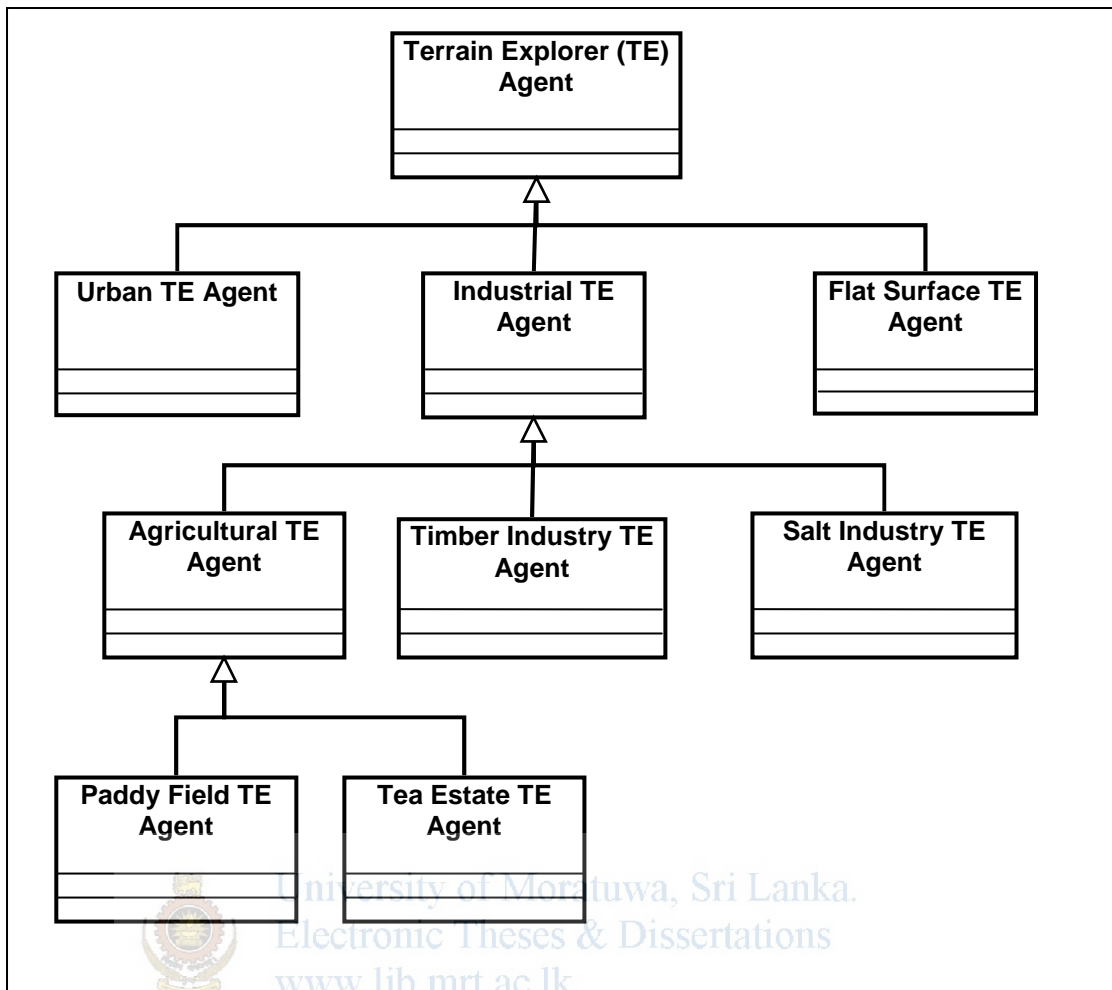 Terrain Explorer (TE)
Agent
Urban TE Agent
Industrial TE
Agent
Flat Surface TE
Agent
Agricultural TE
Agent
Timber Industry TE
Agent
Salt Industry TE
Agent
Paddy Field TE
Agent
Tea Estate TE
Agent
University of Moratuwa, Sri Lanka.
Electronic Theses & Dissertations
www.lib.mrt.ac.lk